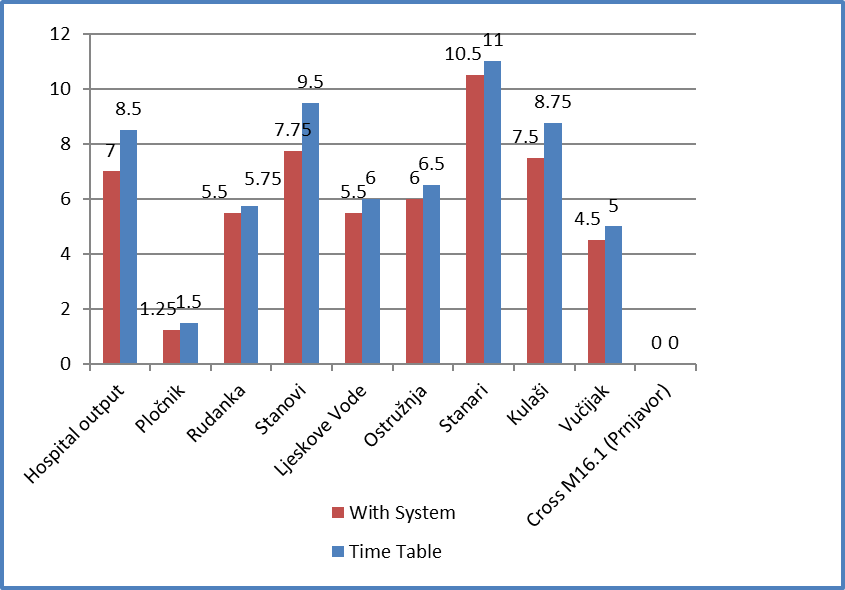 12
10
8
6
4
2
0
7
8.5
1.25
1.5
5.5
5.75
7.75
9.5
5.5
6
6
6.5
10.5
11
7.5
8.75
4.5
5
0
0
Hospital output
Pločnik
Rudanka
Stanovi
Ljeskove Vode
Ostružnja
Stanari
Kulaši
Vučijak
Cross M16.1 (Prnjavor)
With System
Time Table